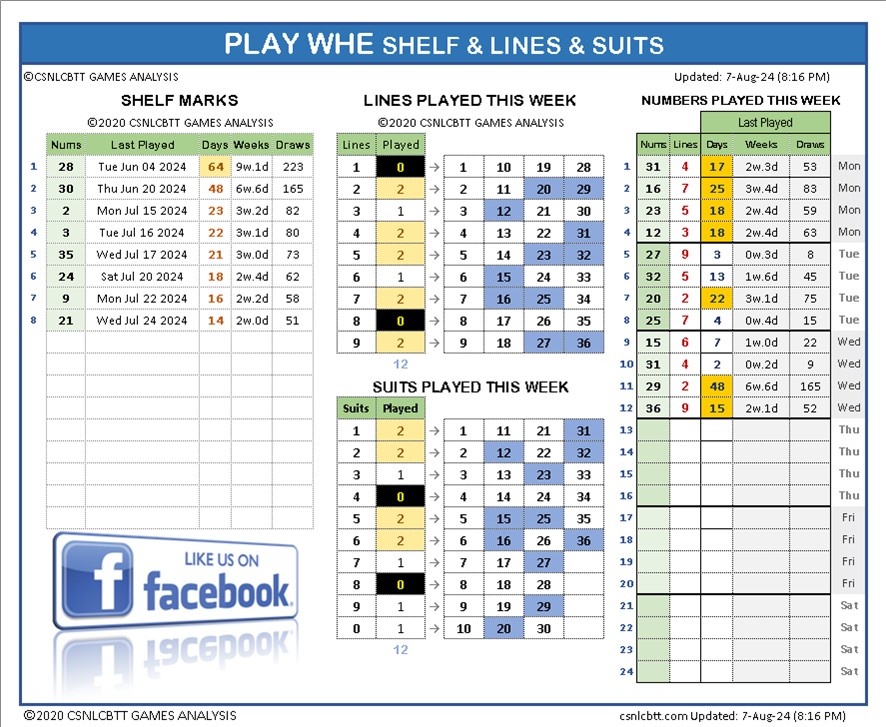 PLAY WHE SHELF & LINES & SUITS
©CSNLCBTT GAMES ANALYSIS
Updated: 7-Aug-24 (8:16 PM)
SHELF MARKS
©2020 CSNLCBTT GAMES ANALYSIS
Nums Last Played Days Weeks Draws
1 28 Tue Jun 04 2024 64 9w.1d 223
2 30 Thu Jun 20 2024 48 6w.6d 165
3 2 Mon Jul 15 2024 23 3w.2d 82
4 3 Tue Jul 16 2024 22 3w.1d 80
5 35 Wed Jul 17 2024 21 3w.0d 73
6 24 Sat Jul 20 2024 18 2w.4d 62
7 9 Mon Jul 22 2024 16 2w.2d 58
8 21 Wed Jul 24 2024 14 2w.0d 51
LIKE US ON
facebook
LINES PLAYED THIS WEEK
©2020 CSNLCBTT GAMES ANALYSIS
Lines Played
1 0 → 1 10 19 28
2 2 → 2 11 20 29
3 1 → 3 12 21 30
4 2 → 4 13 22 31
5 2 → 5 14 23 32
6 1 → 6 15 24 33
7 2 → 7 16 25 34
8 0 → 8 17 26 35
9 2 → 9 18 27 36
12
SUITS PLAYED THIS WEEK
Suits Played
1 2 → 1 11 21 31
2 2 → 2 12 22 32
3 1 → 3 13 23 33
4 0 → 4 14 24 34
5 2 → 5 15 25 35
6 2 → 6 16 26 36
7 1 → 7 17 27
8 0 → 8 18 28
9 1 → 9 19 29
0 1 → 10 20 30
12
NUMBERS PLAYED THIS WEEK
Last Played
Nums Lines Days Weeks Draws
1 31 4 17 2w.3d 53 Mon
2 16 7 25 3w.4d 83 Mon
3 23 5 18 2w.4d 59 Mon
4 12 3 18 2w.4d 63 Mon
5 27 9 3 0w.3d 8 Tue
6 32 5 13 1w.6d 45 Tue
7 20 2 22 3w.1d 75 Tue
8 25 7 4 0w.4d 15 Tue
9 15 6 7 1w.0d 22 Wed
10 31 4 2 0w.2d 9 Wed
11 29 2 48 6w.6d 165 Wed
12 36 9 15 2w.1d 52 Wed
13 Thu
14 Thu
15 Thu
16 Thu
17 Fri
18 Fri
19 Fri
20 Fri
21 Sat
22 Sat
23 Sat
24 Sat
©2020 CSNLCBTT GAMES ANALYSIS
csnlcbtt.com Updated: 7-Aug-24 (8:16 PM)